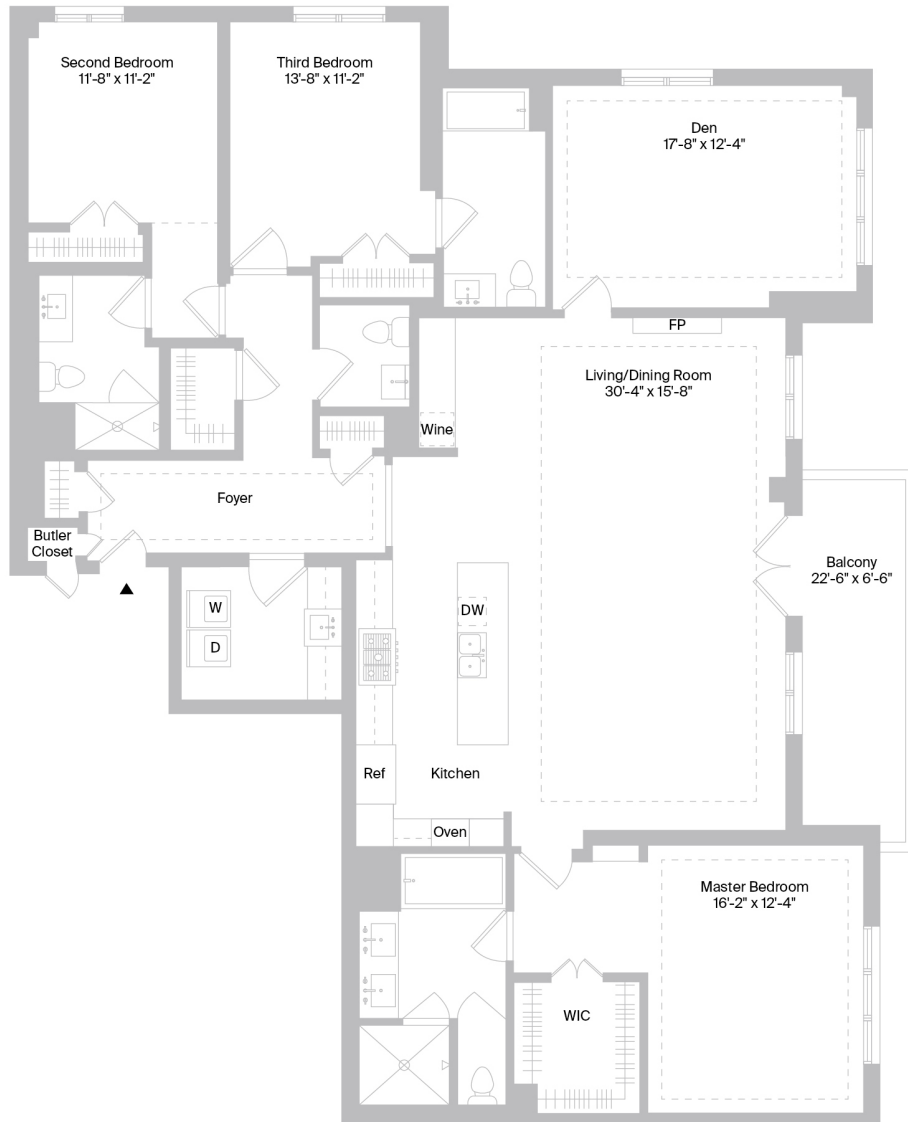 Second Bedroom
11'-8" x 11'-2"
Third Bedroom
13'-8" x 11'-2"
Den
17'-8" x 12'-4"
FP
Living/Dining Room
30'-4" x 15'-8"
Wine
Foyer
Butler
Closet
Balcony
22'-6" x 6'-6"
W
DW
D
Ref
Kitchen
Oven
Master Bedroom
16'-2" x 12'-4"
WIC